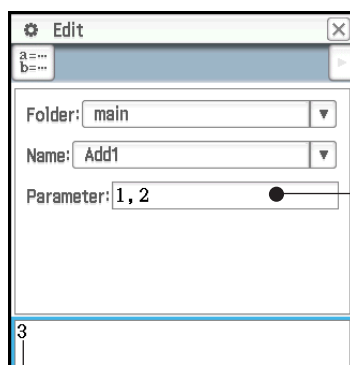 Edit
a=...
b=...
Folder: main
Name: Add1
Parameter: 1,2
3